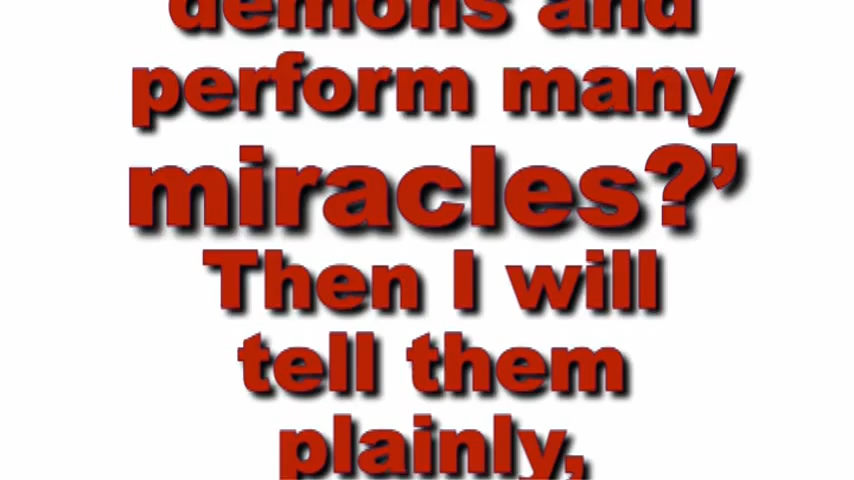 demons and
perform many
miracles?’
Then I will
tell them
plainly,